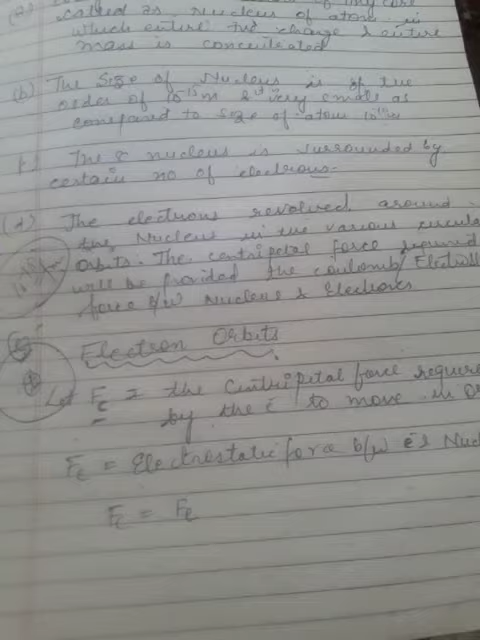 called as nucleus of atom in
which entire +ve charge & entire
mass is concentrated
(b) The Size of Nucleus is of the
order of 10⁻¹⁵m & very small as
compared to size of atom 10⁻¹⁰m
The nucleus is surrounded by
certain no of electrons.
(d) The electrons revolved around
the Nucleus in the various circula
Orbits. The centripetal force required
will be provided the coulomb/
force b/w Nucleus & Electrons
Electron Orbits
Let Fc = the Centripetal force require
by the e to move in
FE = Electrostatic force b/w e & Nucl
Fc = Fe